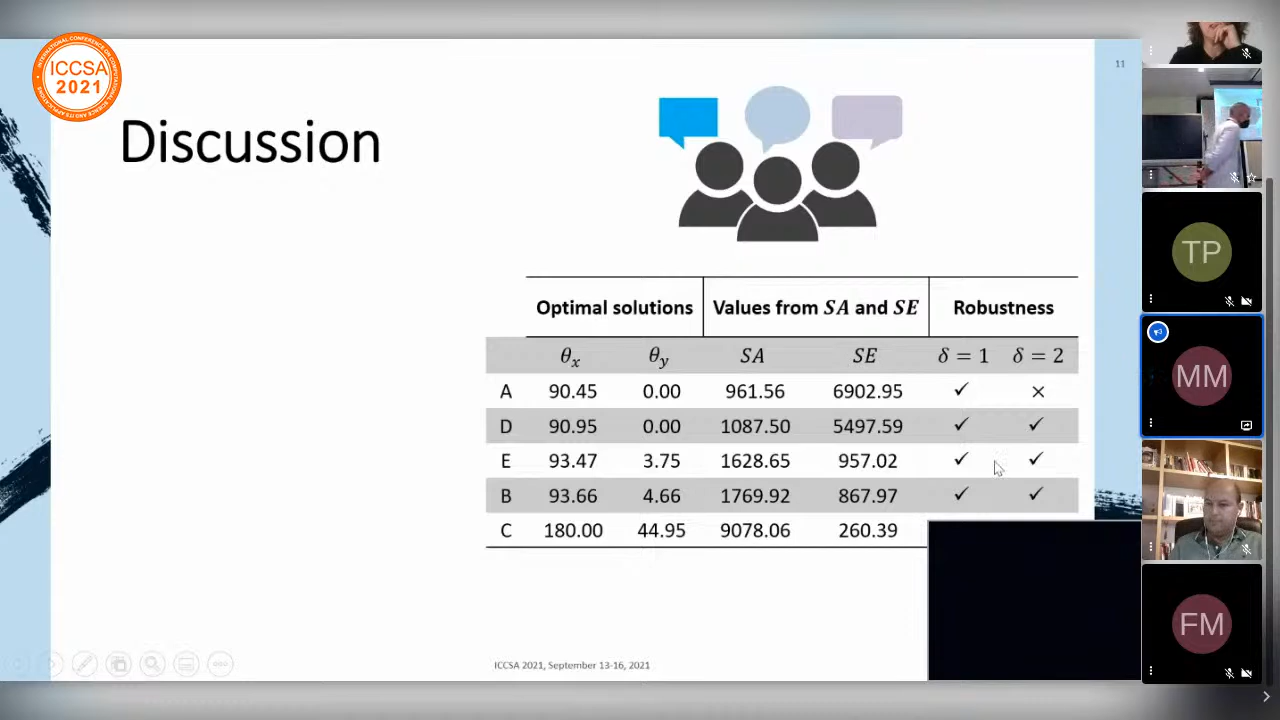 ICCSA
2021
INTERNATIONAL CONFERENCE ON COMPUTATIONAL SCIENCE AND ITS APPLICATIONS
11
Discussion
Optimal solutions Values from SA and SE Robustness
θx θy SA SE δ = 1 δ = 2
A 90.45 0.00 961.56 6902.95 ✓ ×
D 90.95 0.00 1087.50 5497.59 ✓ ✓
E 93.47 3.75 1628.65 957.02 ✓ ✓
B 93.66 4.66 1769.92 867.97 ✓ ✓
C 180.00 44.95 9078.06 260.39
ICCSA 2021, September 13-16, 2021
TP
MM
FM